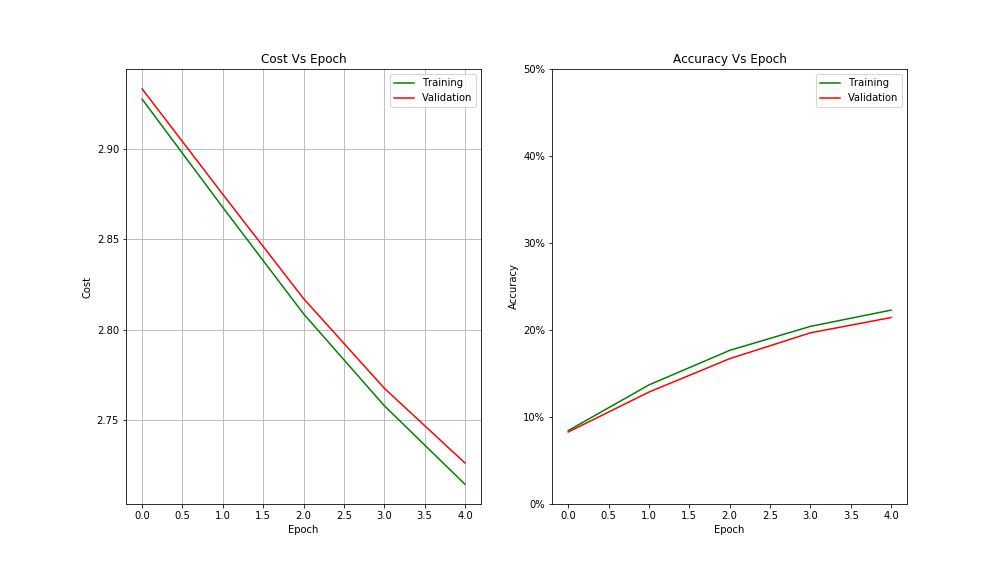 Cost Vs Epoch
Training
Validation
2.90
2.85
2.80
2.75
Cost
0.0 0.5 1.0 1.5 2.0 2.5 3.0 3.5 4.0
Epoch
Accuracy Vs Epoch
Training
Validation
50%
40%
30%
20%
10%
0%
Accuracy
0.0 0.5 1.0 1.5 2.0 2.5 3.0 3.5 4.0
Epoch